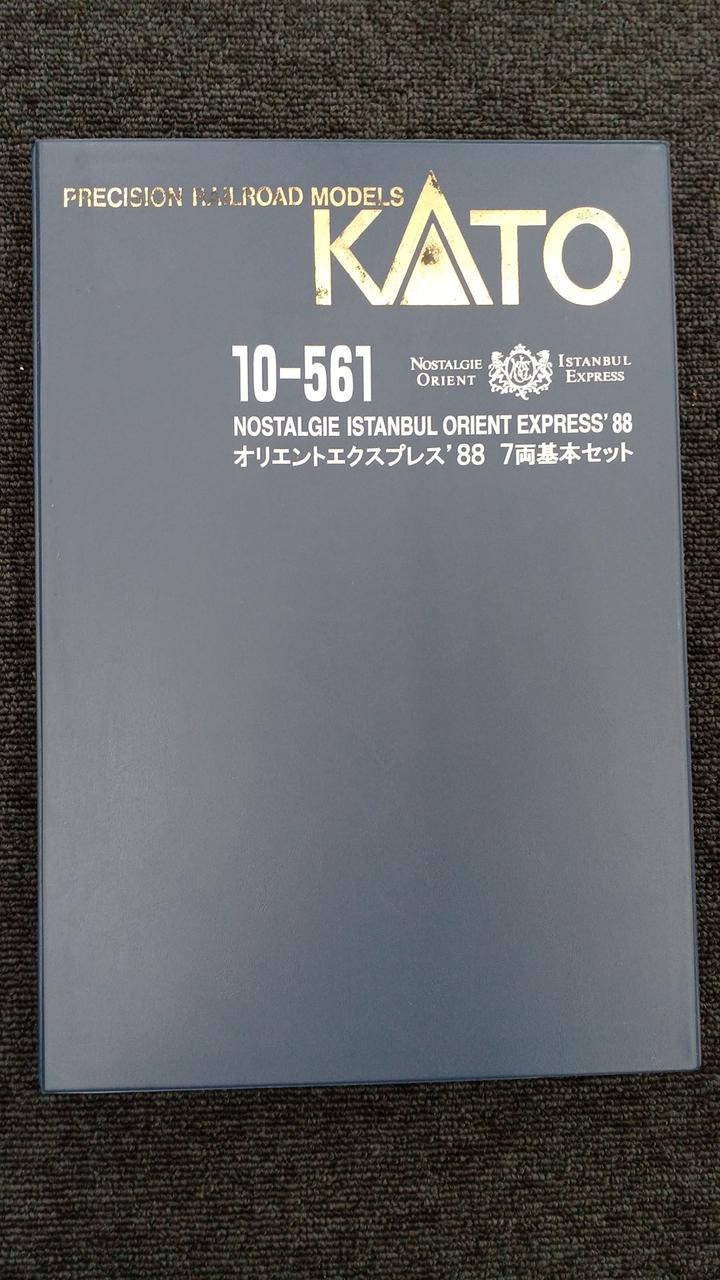 PRECISION RAILROAD MODELS
KATO
10-561
NOSTALGIE ORIENT
ISTANBUL EXPRESS
NOSTALGIE ISTANBUL ORIENT EXPRESS'88
オリエントエクスプレス'88 7両基本セット